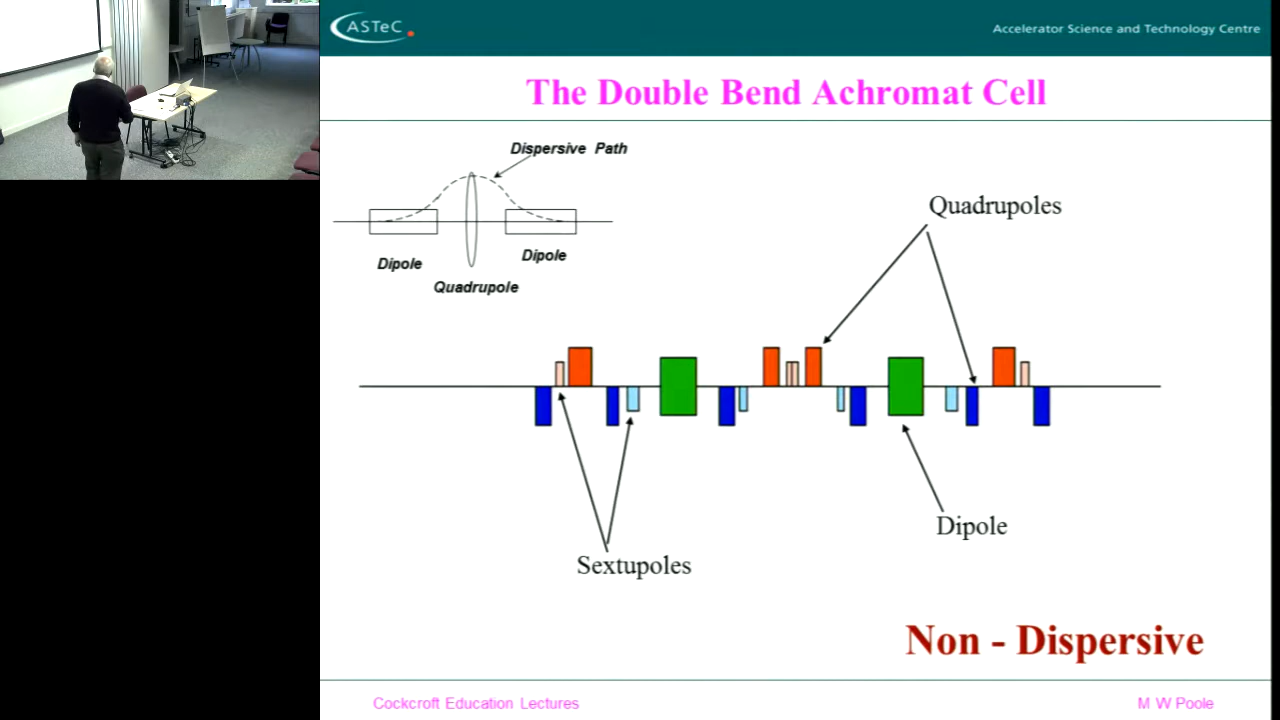 ASTeC
Accelerator Science and Technology Centre
The Double Bend Achromat Cell
Dispersive Path
Dipole
Dipole
Quadrupole
Quadrupoles
Sextupoles
Dipole
Non - Dispersive
Cockcroft Education Lectures
M W Poole